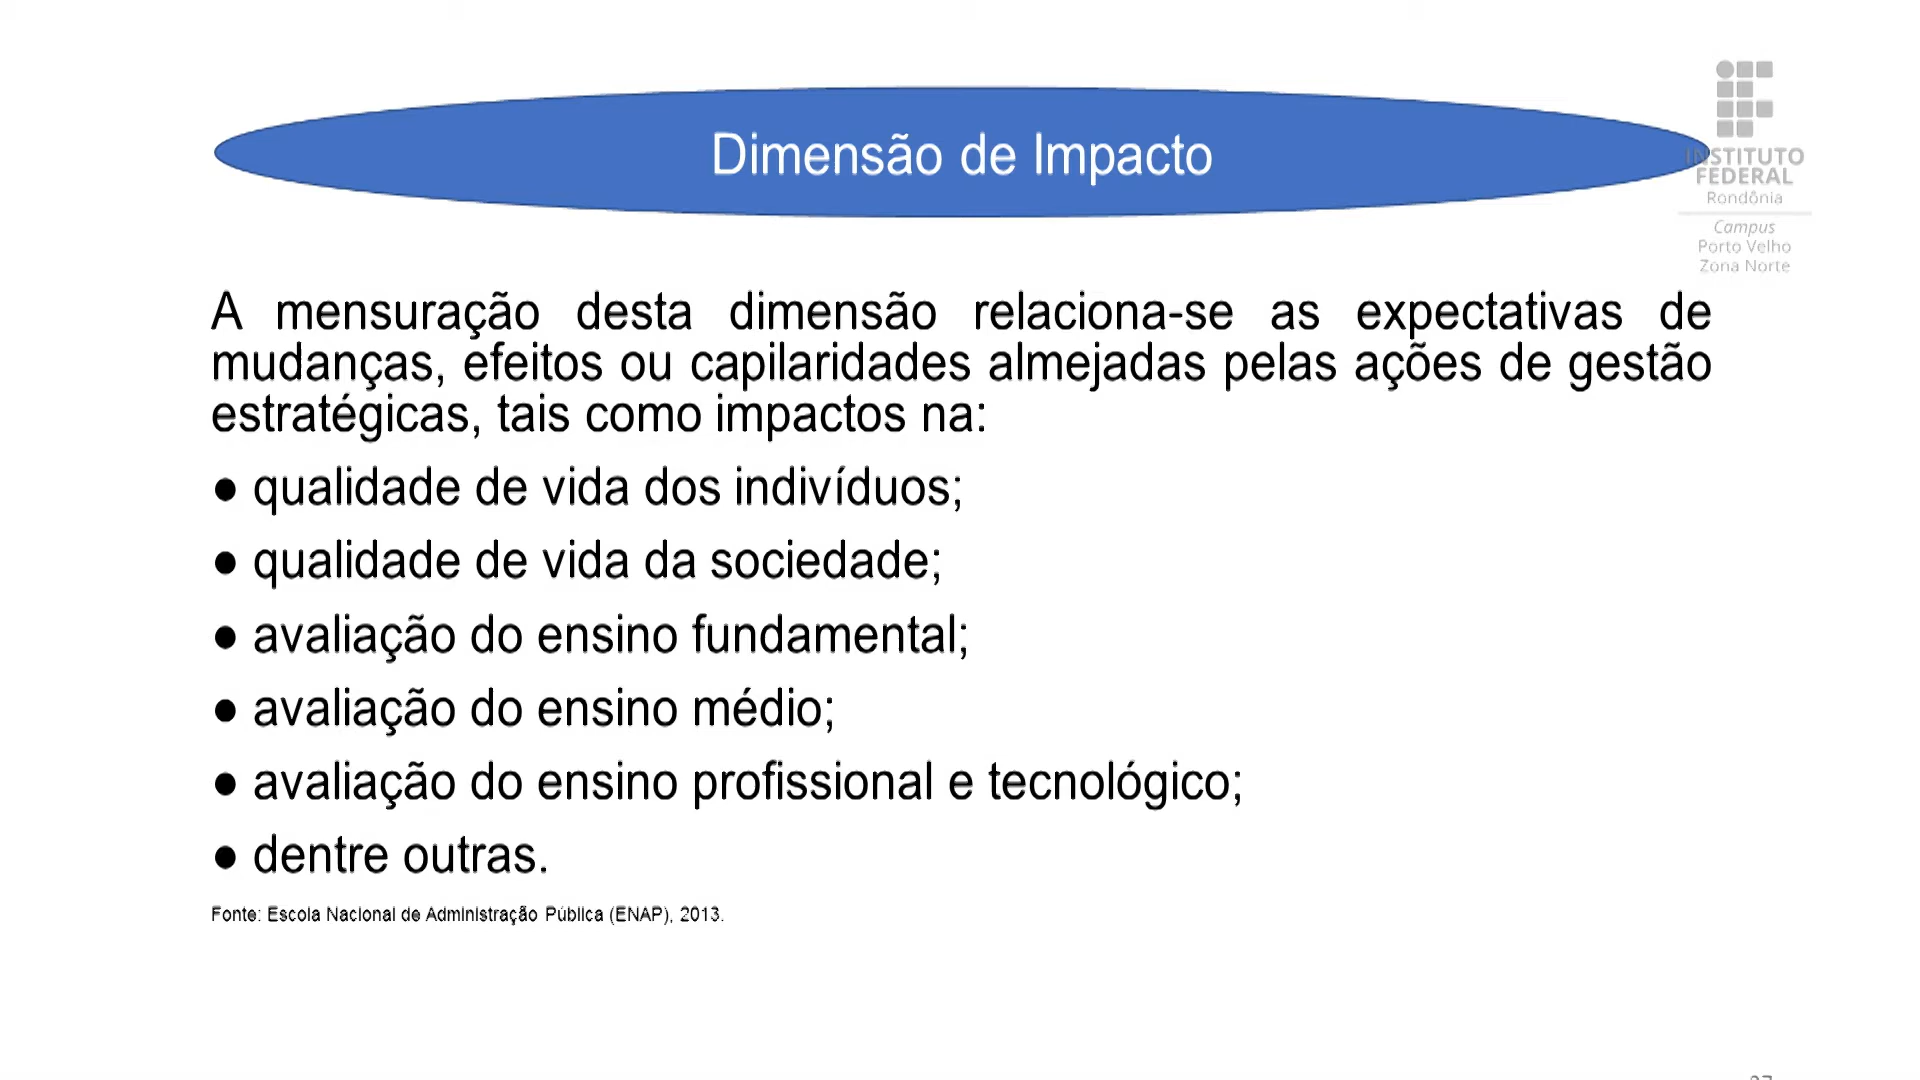 Dimensão de Impacto
INSTITUTO
FEDERAL
Rondônia
Campus
Porto Velho
Zona Norte
A mensuração desta dimensão relaciona-se as expectativas de
mudanças, efeitos ou capilaridades almejadas pelas ações de gestão
estratégicas, tais como impactos na:
● qualidade de vida dos indivíduos;
● qualidade de vida da sociedade;
● avaliação do ensino fundamental;
● avaliação do ensino médio;
● avaliação do ensino profissional e tecnológico;
● dentre outras.
Fonte: Escola Nacional de Administração Pública (ENAP), 2013.